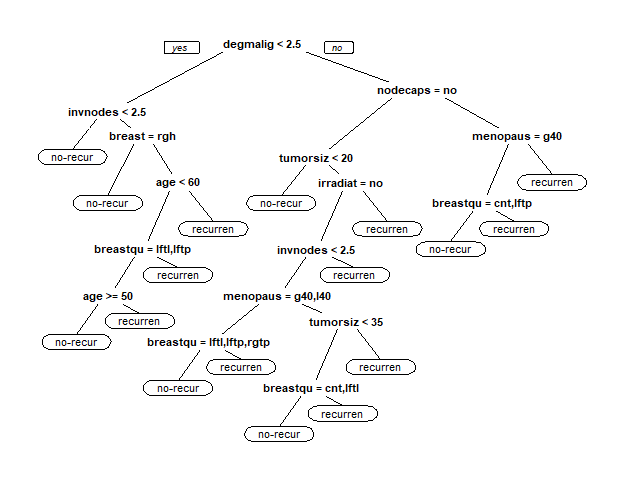 yes degmalig < 2.5 no
nodecaps = no
invnodes < 2.5
breast = rgh menopaus = g40
no-recur tumorsiz < 20
age < 60 irradiat = no recurren
no-recur no-recur breastqu = cnt,lftp
recurren recurren recurren
breastqu = lftl,lftp invnodes < 2.5 no-recur
recurren recurren
age >= 50 menopaus = g40,l40
recurren tumorsiz < 35
no-recur breastqu = lftl,lftp,rgtp
recurren recurren
no-recur breastqu = cnt,lftl
recurren
no-recur